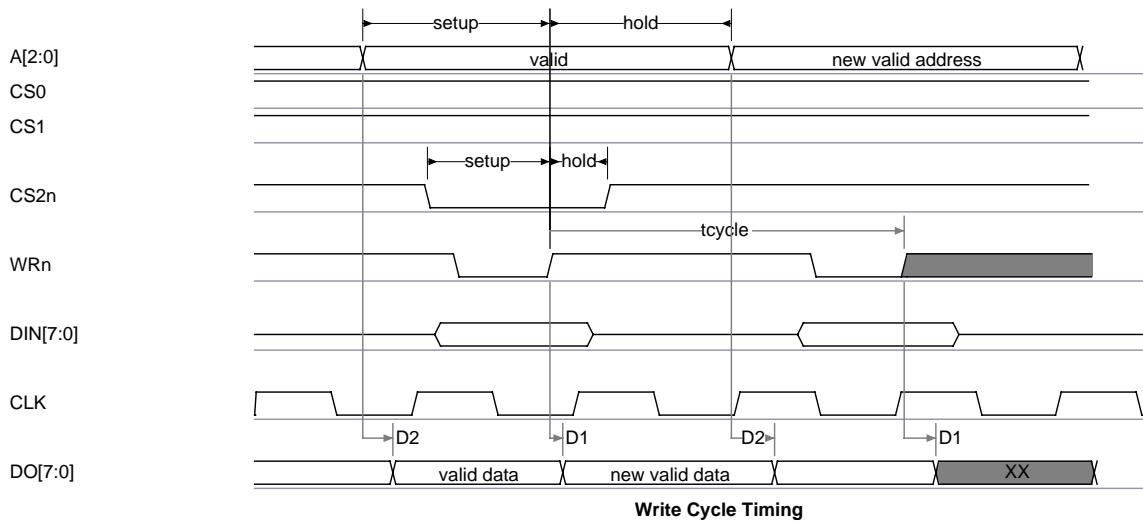 setup hold
A[2:0] valid new valid address
CS0
CS1
setup hold
CS2n
tcycle
WRn
DIN[7:0]
CLK
D2 D1 D2 D1
DO[7:0] valid data new valid data XX
Write Cycle Timing